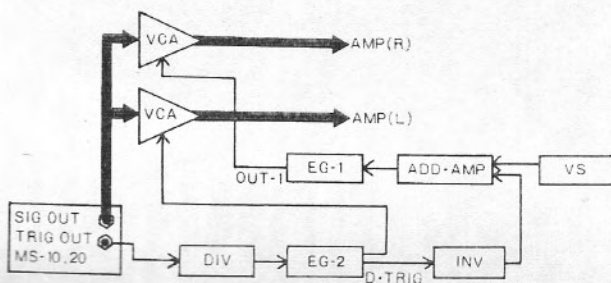 VCA
AMP(R)
VCA
AMP(L)
OUT-1
EG-1
ADD·AMP
VS
SIG OUT
TRIG OUT
MS-10,20
DIV
EG-2
D·TRIG
INV